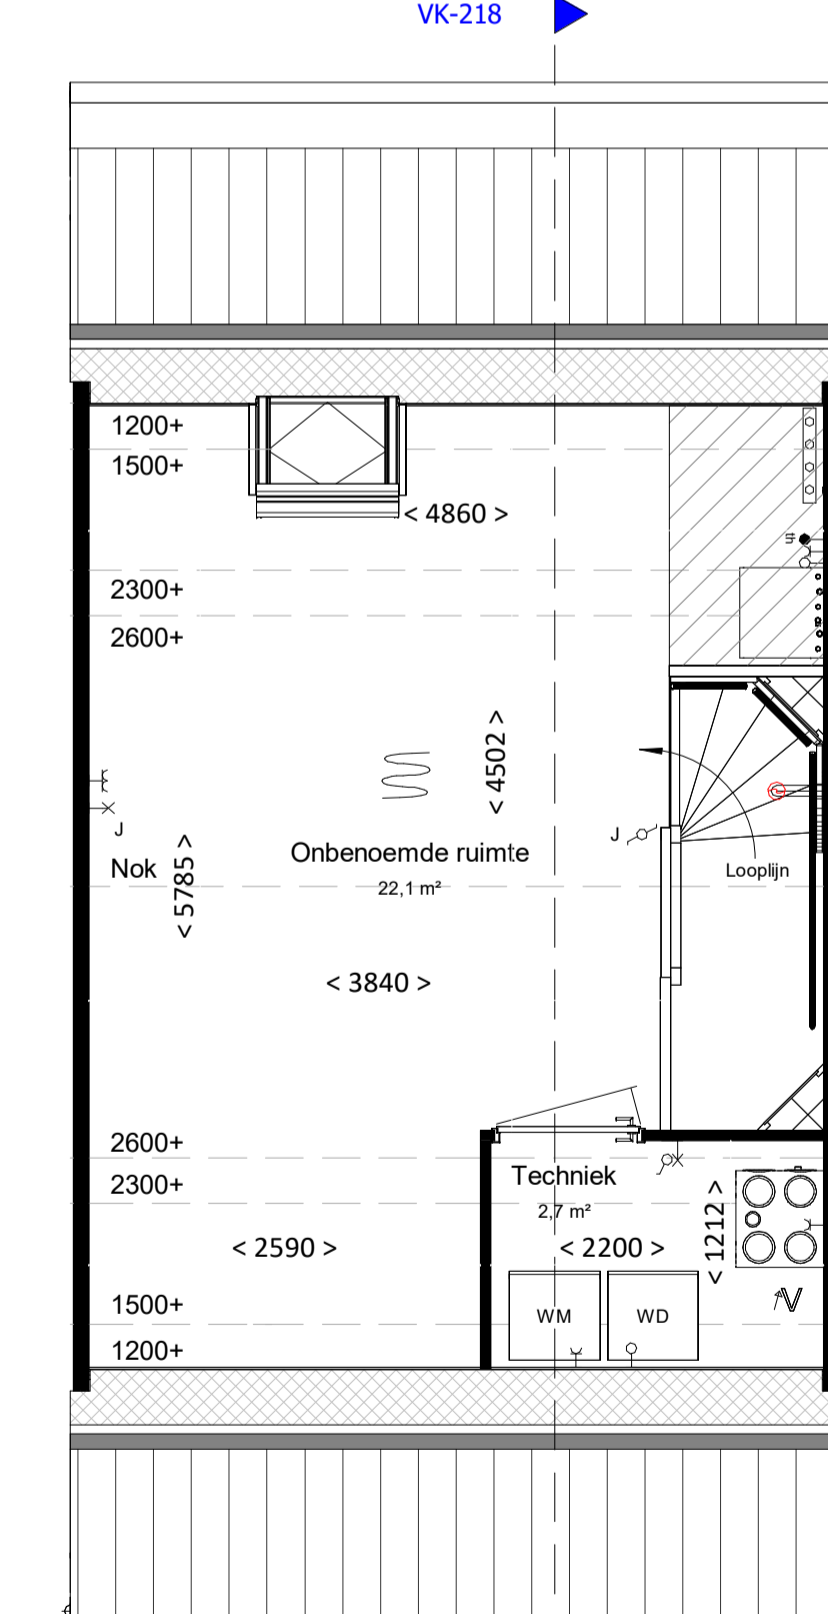 VK-218
1200+
1500+
< 4860 >
th
2300+
2600+
< 4502 >
J
J
Nok
< 5785 >
Onbenoemde ruimte
22,1 m²
Looplijn
< 3840 >
2600+
2300+
Techniek
2,7 m²
< 1212 >
< 2590 >
< 2200 >
1500+
WM
WD
V
1200+